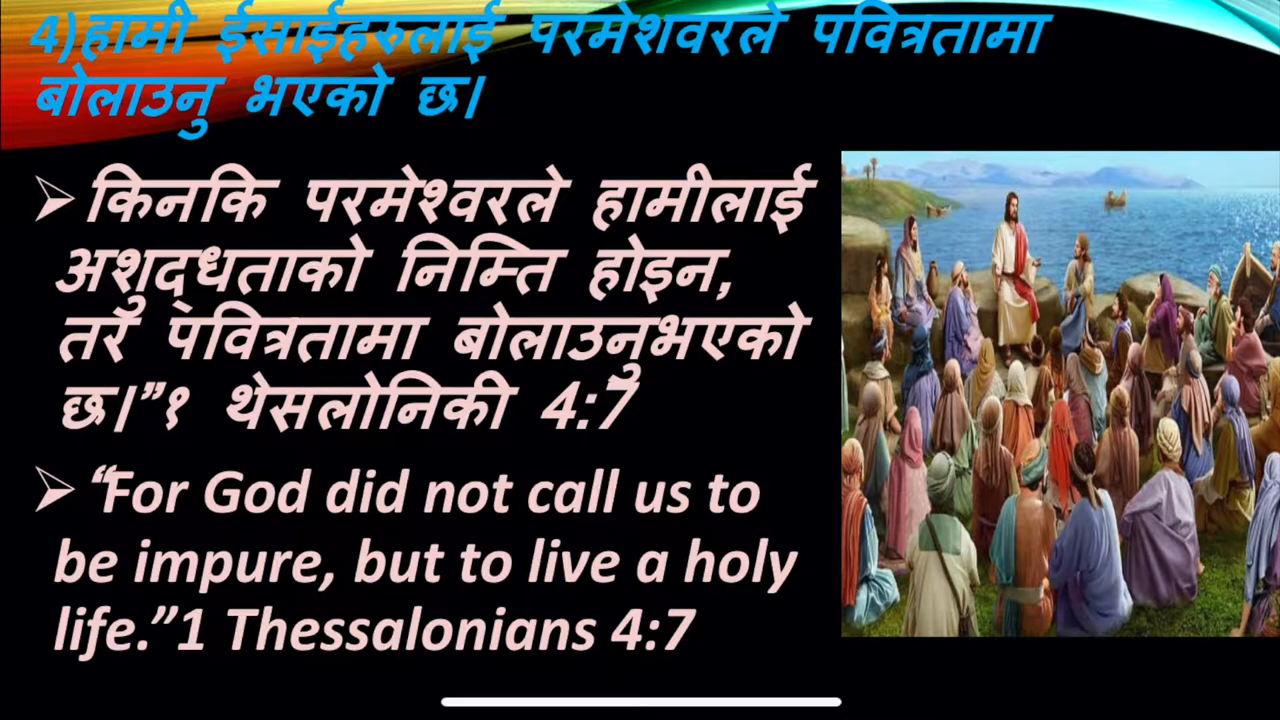 4)हामी ईसाईहरुलाई परमेशवरले पवित्रतामा
बोलाउनु भएको छ।
किनकि परमेश्वरले हामीलाई
अशुद्धताको निम्ति होइन,
तर पवित्रतामा बोलाउनुभएको
छ।”१ थेसलोनिकी 4:7
“For God did not call us to
be impure, but to live a holy
life.”1 Thessalonians 4:7